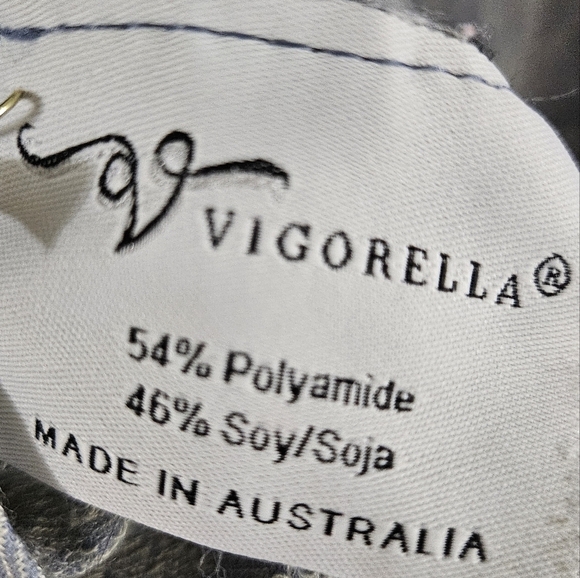 VIGORELLA®
54% Polyamide
46% Soy/Soja
MADE IN AUSTRALIA